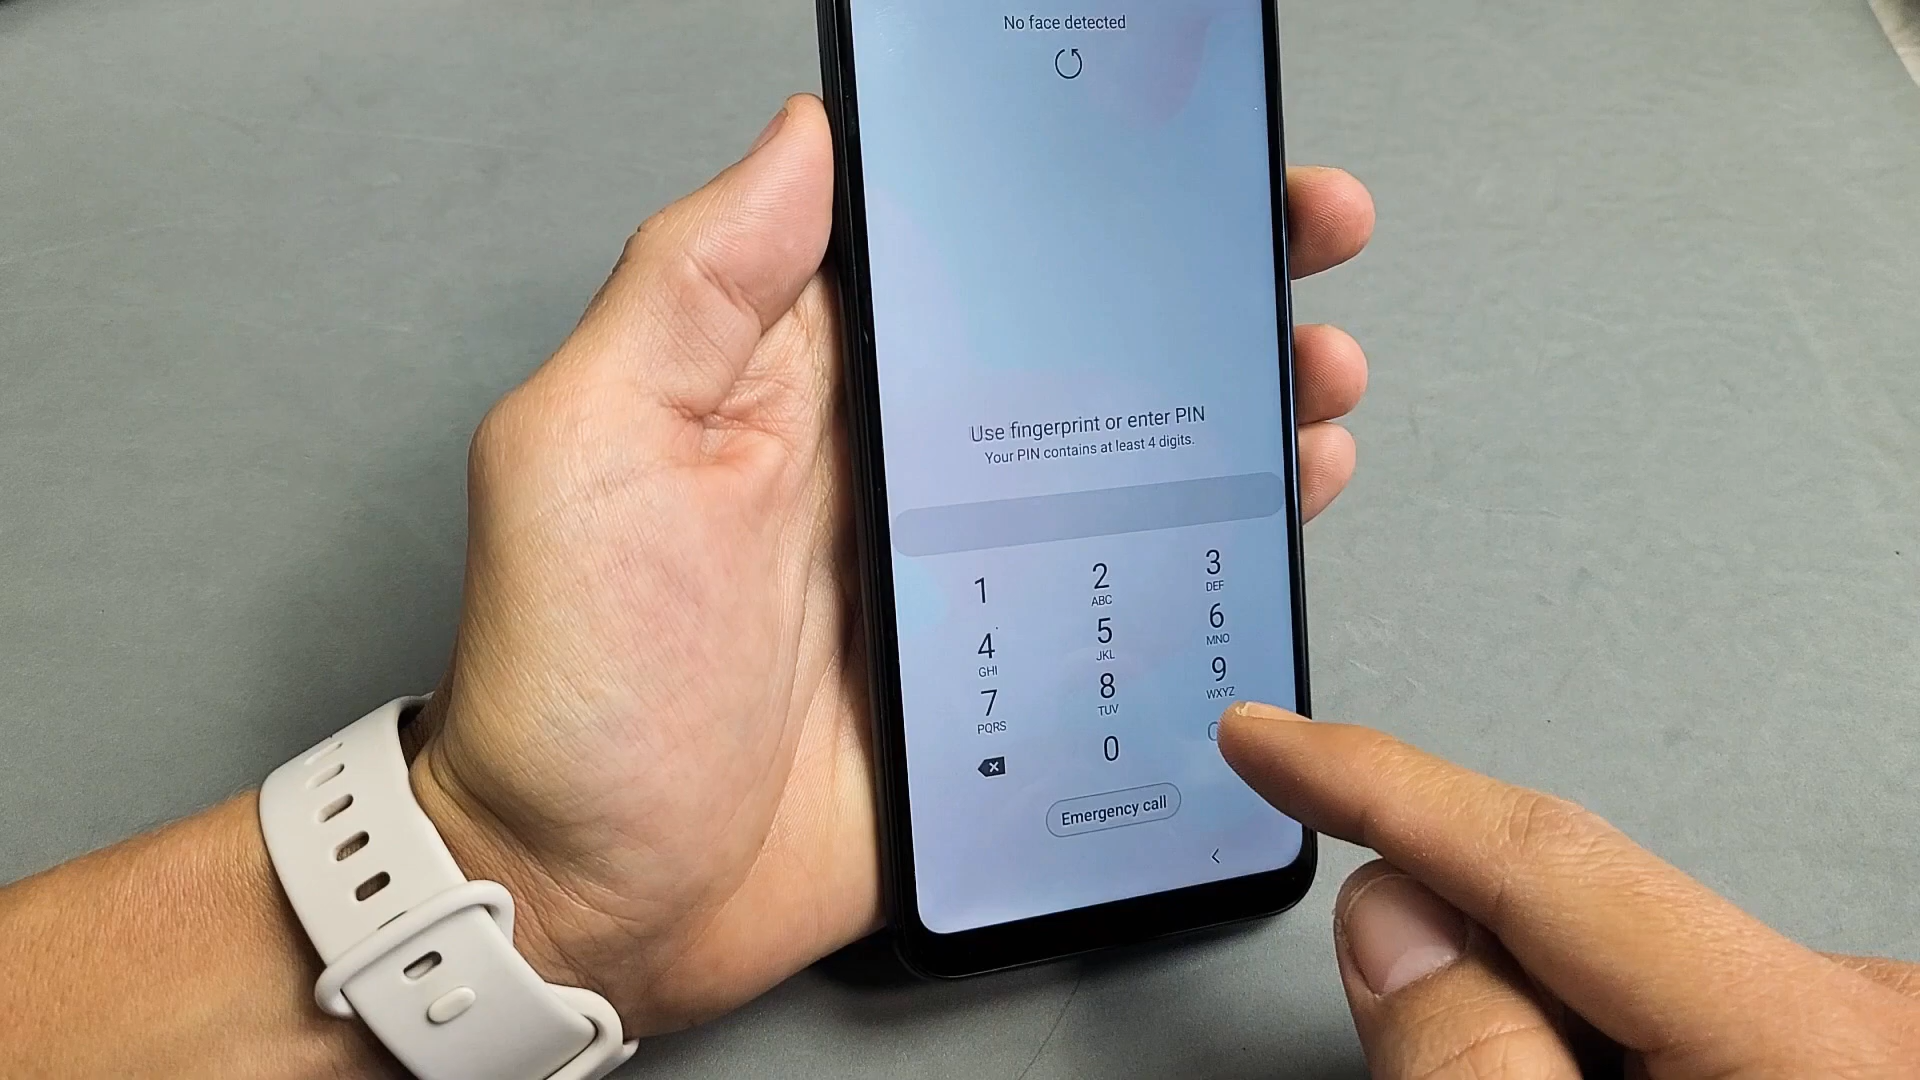 No face detected
Use fingerprint or enter PIN
Your PIN contains at least 4 digits.
1 2 3
ABC DEF
4 5 6
GHI JKL MNO
7 8 9
PQRS TUV WXYZ
0
Emergency call